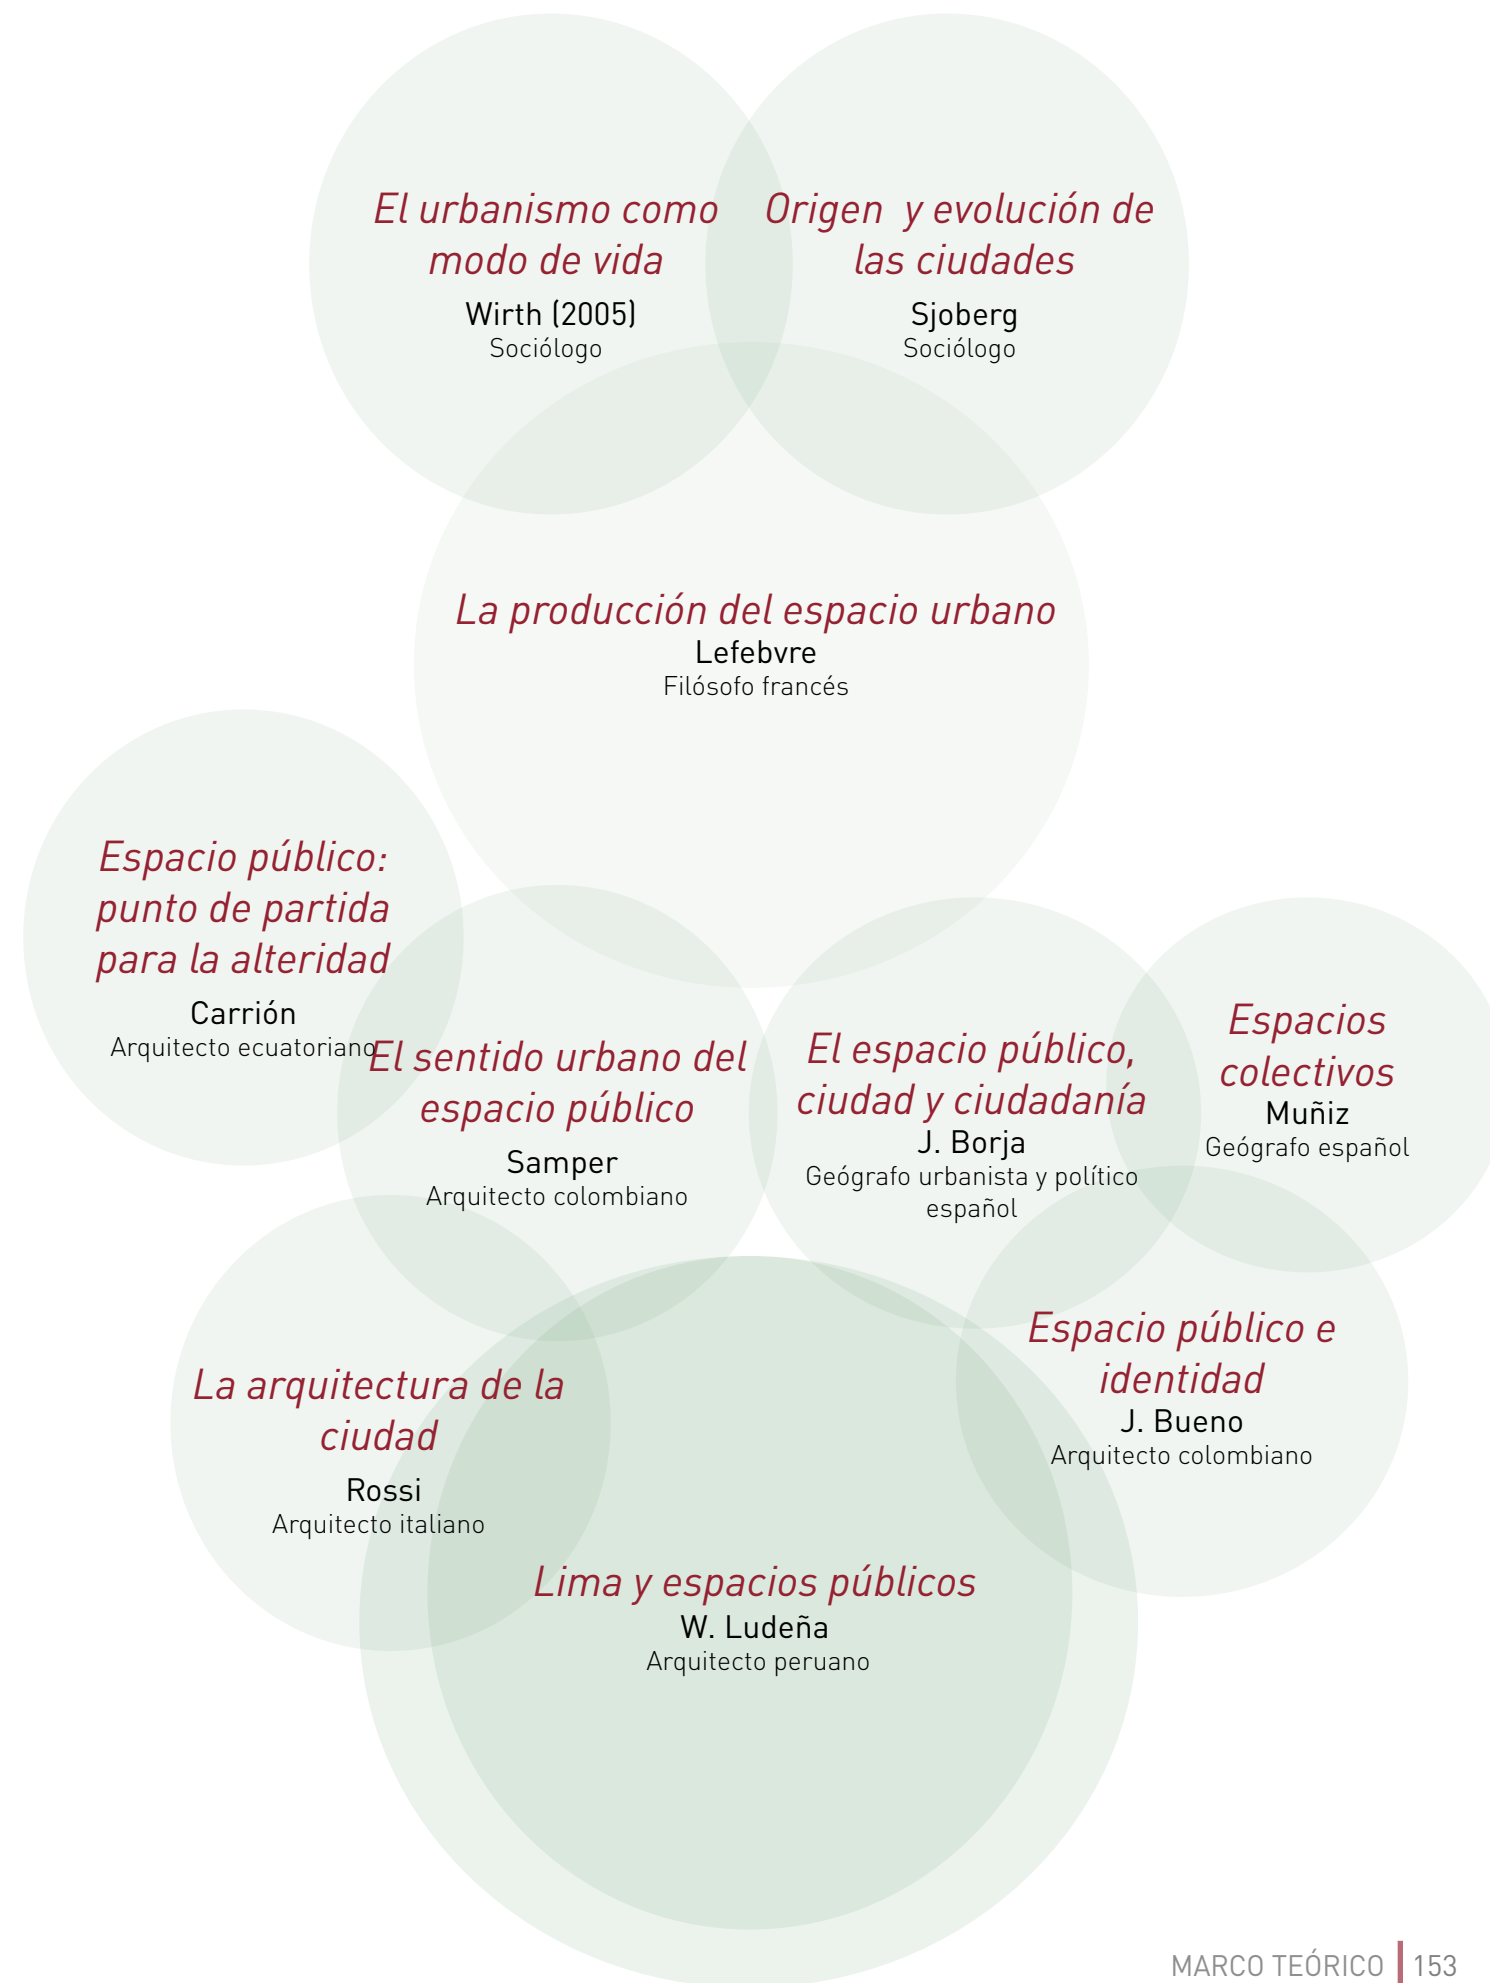 El urbanismo como
modo de vida
Wirth (2005)
Sociólogo
Origen y evolución de
las ciudades
Sjoberg
Sociólogo
La producción del espacio urbano
Lefebvre
Filósofo francés
Espacio público:
punto de partida
para la alteridad
Carrión
Arquitecto ecuatoriano
El sentido urbano del
espacio público
Samper
Arquitecto colombiano
El espacio público,
ciudad y ciudadanía
J. Borja
Geógrafo urbanista y político
español
Espacios
colectivos
Muñiz
Geógrafo español
La arquitectura de la
ciudad
Rossi
Arquitecto italiano
Espacio público e
identidad
J. Bueno
Arquitecto colombiano
Lima y espacios públicos
W. Ludeña
Arquitecto peruano
MARCO TEÓRICO 153